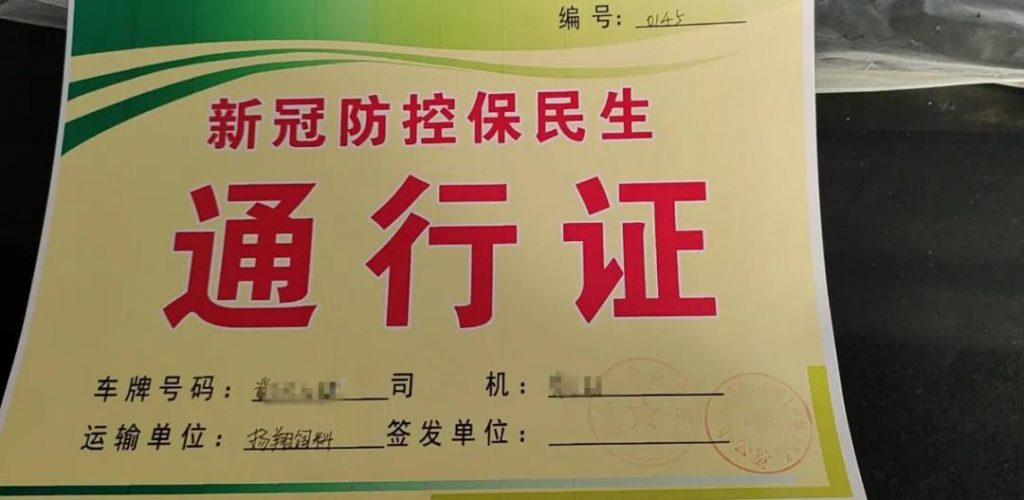 编号: 0145
新冠防控保民生
通行证
车牌号码: 司 机:
运输单位: 扬翔饲料 签发单位: